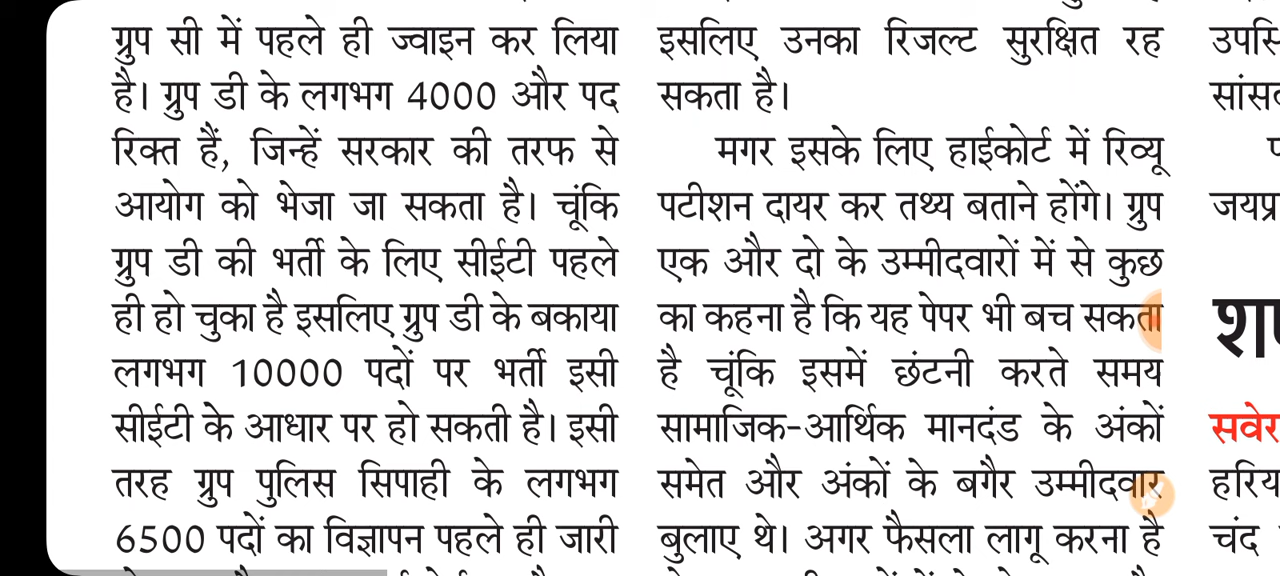 ग्रुप सी में पहले ही ज्वाइन कर लिया
है। ग्रुप डी के लगभग 4000 और पद
रिक्त हैं, जिन्हें सरकार की तरफ से
आयोग को भेजा जा सकता है। चूंकि
ग्रुप डी की भर्ती के लिए सीईटी पहले
ही हो चुका है इसलिए ग्रुप डी के बकाया
लगभग 10000 पदों पर भर्ती इसी
सीईटी के आधार पर हो सकती है। इसी
तरह ग्रुप पुलिस सिपाही के लगभग
6500 पदों का विज्ञापन पहले ही जारी
इसलिए उनका रिजल्ट सुरक्षित रह
सकता है।
मगर इसके लिए हाईकोर्ट में रिव्यू
पटीशन दायर कर तथ्य बताने होंगे। ग्रुप
एक और दो के उम्मीदवारों में से कुछ
का कहना है कि यह पेपर भी बच सकता
है चूंकि इसमें छंटनी करते समय
सामाजिक-आर्थिक मानदंड के अंकों
समेत और अंकों के बगैर उम्मीदवार
बुलाए थे। अगर फैसला लागू करना है
चंद